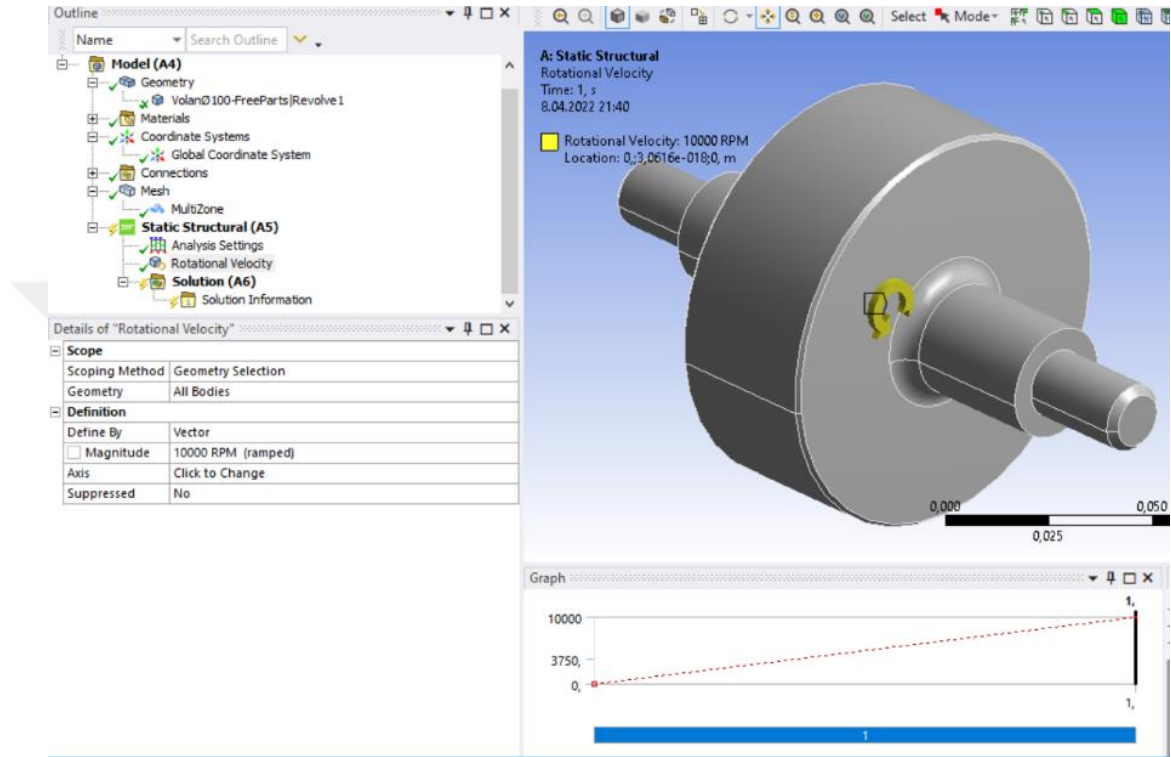 Outline
Name
Search Outline
Model (A4)
Geometry
VolanØ100-FreeParts|Revolve1
Materials
Coordinate Systems
Global Coordinate System
Connections
Mesh
MultiZone
Static Structural (A5)
Analysis Settings
Rotational Velocity
Solution (A6)
Solution Information
Details of "Rotational Velocity"
Scope
Scoping Method Geometry Selection
Geometry All Bodies
Definition
Define By Vector
Magnitude 10000 RPM (ramped)
Axis Click to Change
Suppressed No
Select Mode
A: Static Structural
Rotational Velocity
Time: 1, s
8.04.2022 21:40
Rotational Velocity: 10000 RPM
Location: 0,;3,0616e-018;0, m
0,000 0,050
0,025
Graph
1,
10000
3750,
0,
1,
1